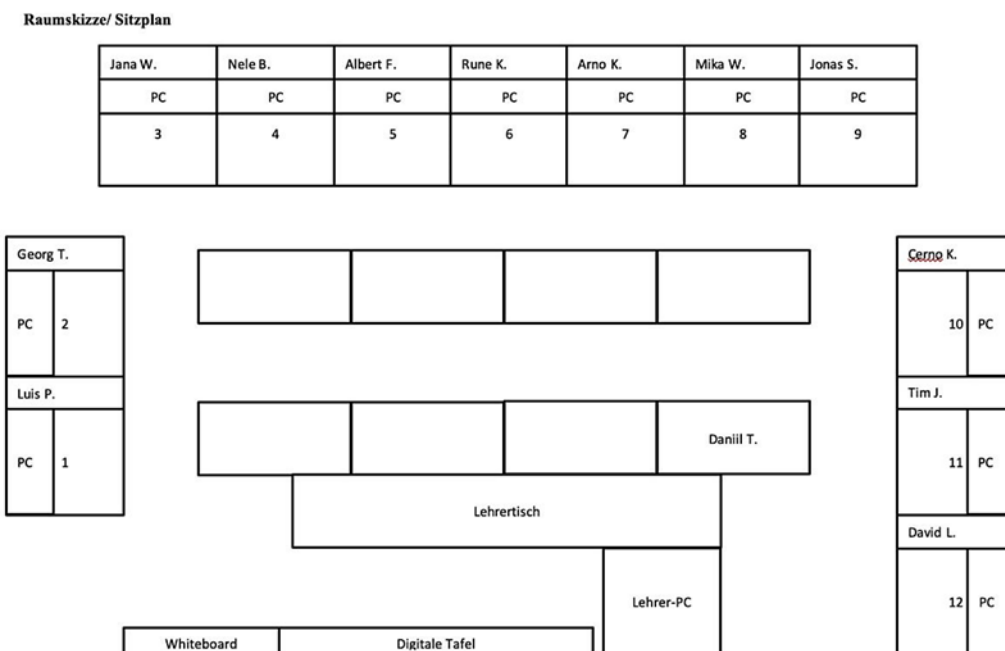 Raumskizze/ Sitzplan
Jana W. Nele B. Albert F. Rune K. Arno K. Mika W. Jonas S.
PC PC PC PC PC PC PC
3 4 5 6 7 8 9
Georg T.
PC 2
Luis P.
PC 1
Daniil T.
Lehrertisch
Lehrer-PC
Whiteboard Digitale Tafel
Cerno K.
10 PC
Tim J.
11 PC
David L.
12 PC